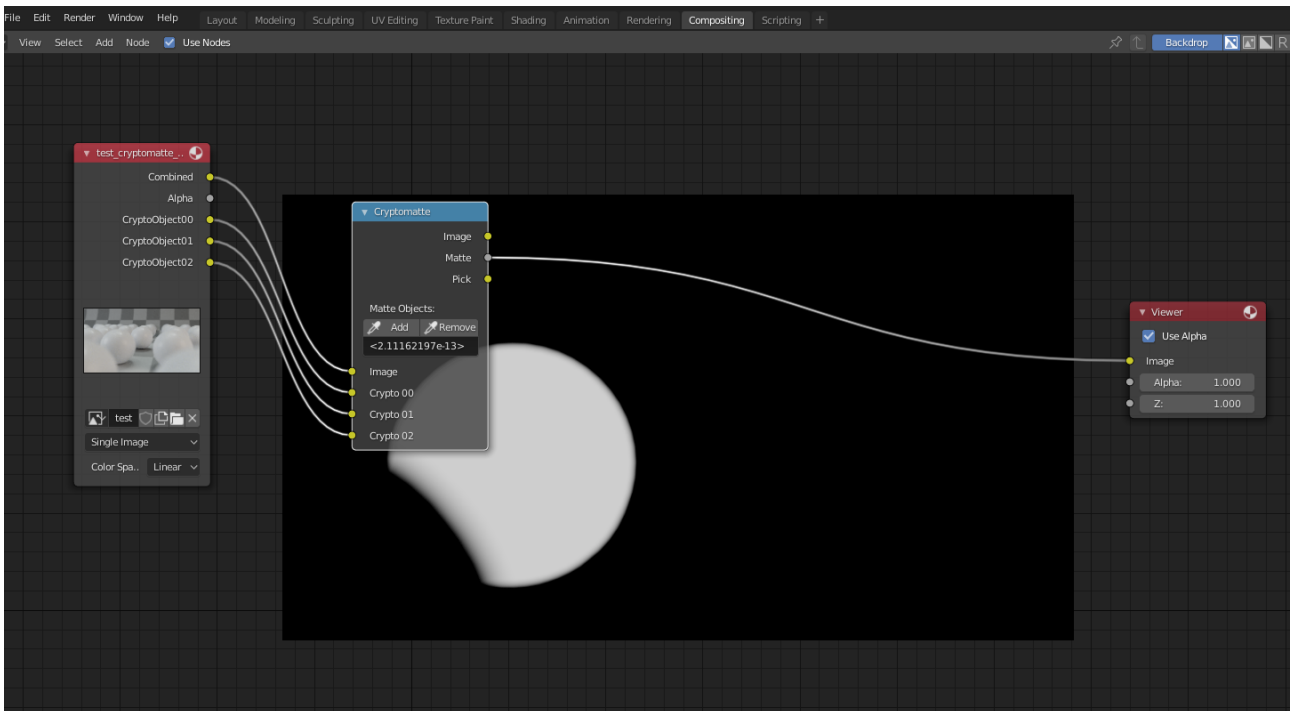 File Edit Render Window Help Layout Modeling Sculpting UV Editing Texture Paint Shading Animation Rendering Compositing Scripting +
View Select Add Node Use Nodes Backdrop R
test_cryptomatte_..
Combined
Alpha
CryptoObject00
CryptoObject01
CryptoObject02
test
Single Image
Color Spa.. Linear
Cryptomatte
Image
Matte
Pick
Matte Objects:
Add Remove
<2.11162197e-13>
Image
Crypto 00
Crypto 01
Crypto 02
Viewer
Use Alpha
Image
Alpha: 1.000
Z: 1.000